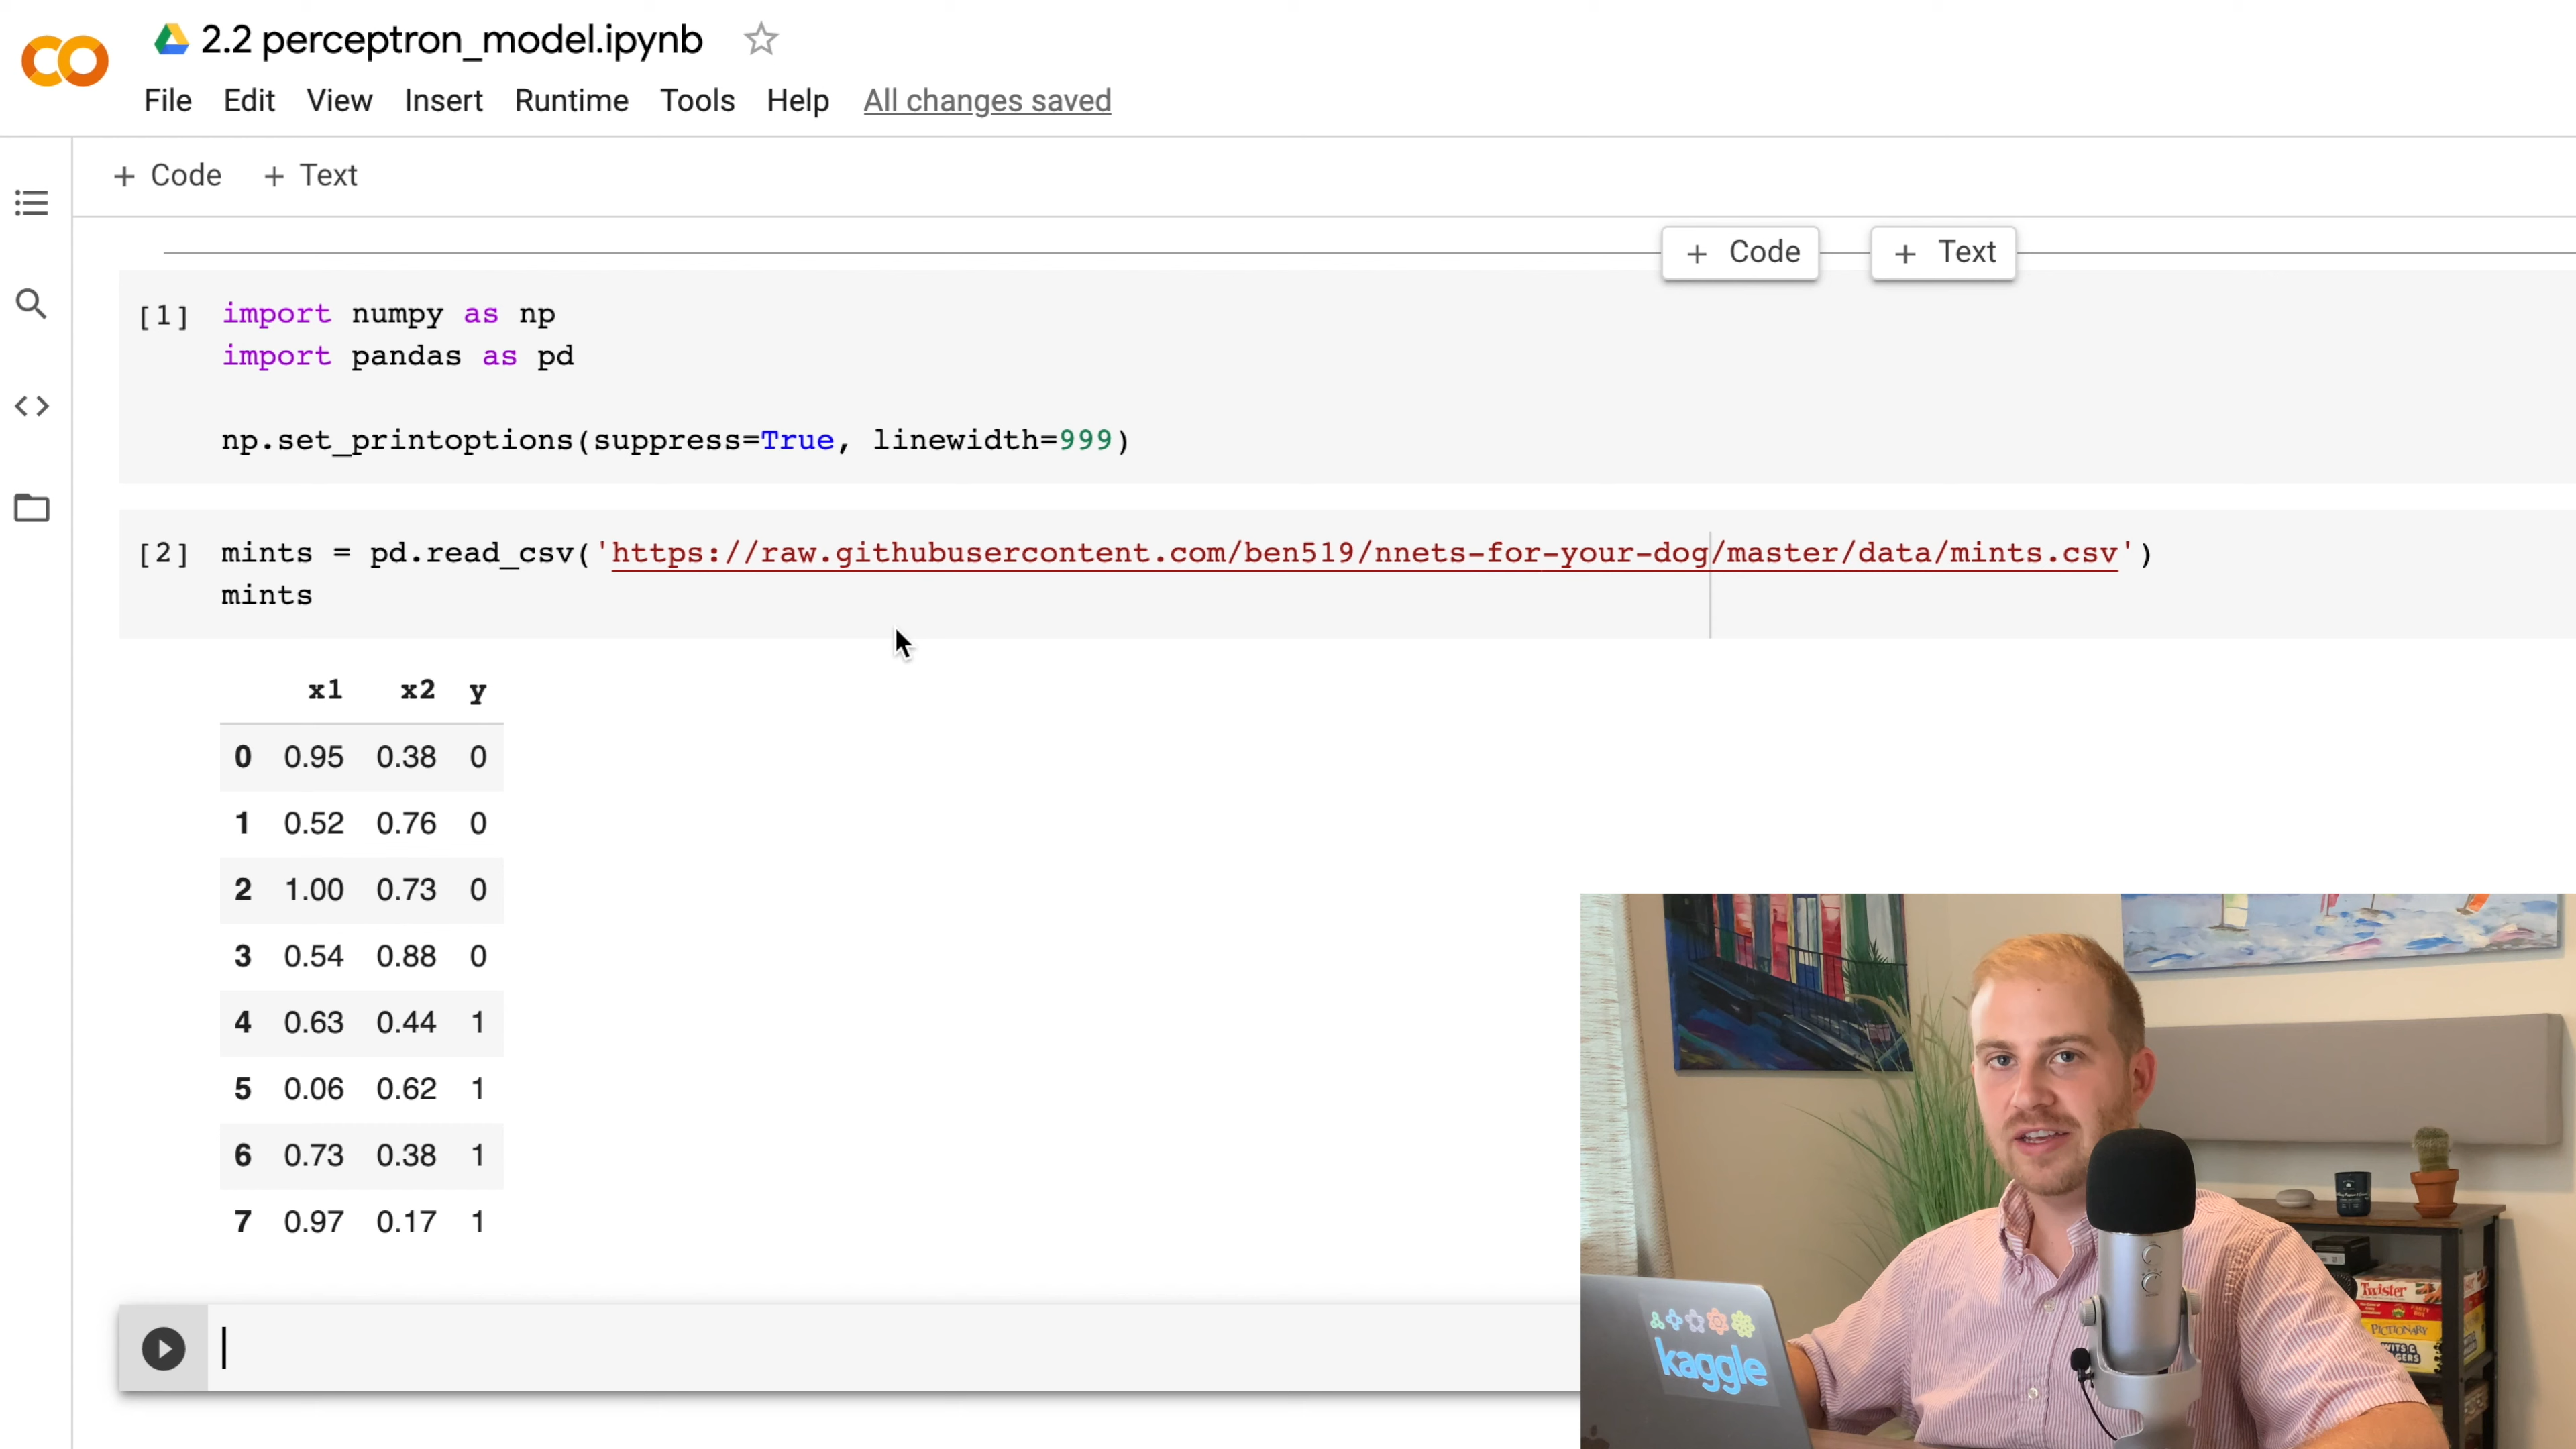 2.2 perceptron_model.ipynb
File Edit View Insert Runtime Tools Help All changes saved
+ Code + Text
+ Code + Text
[1] import numpy as np
import pandas as pd
np.set_printoptions(suppress=True, linewidth=999)
[2] mints = pd.read_csv('https://raw.githubusercontent.com/ben519/nnets-for-your-dog/master/data/mints.csv')
mints
x1 x2 y
0 0.95 0.38 0
1 0.52 0.76 0
2 1.00 0.73 0
3 0.54 0.88 0
4 0.63 0.44 1
5 0.06 0.62 1
6 0.73 0.38 1
7 0.97 0.17 1
kaggle
Twister
PICTIONARY